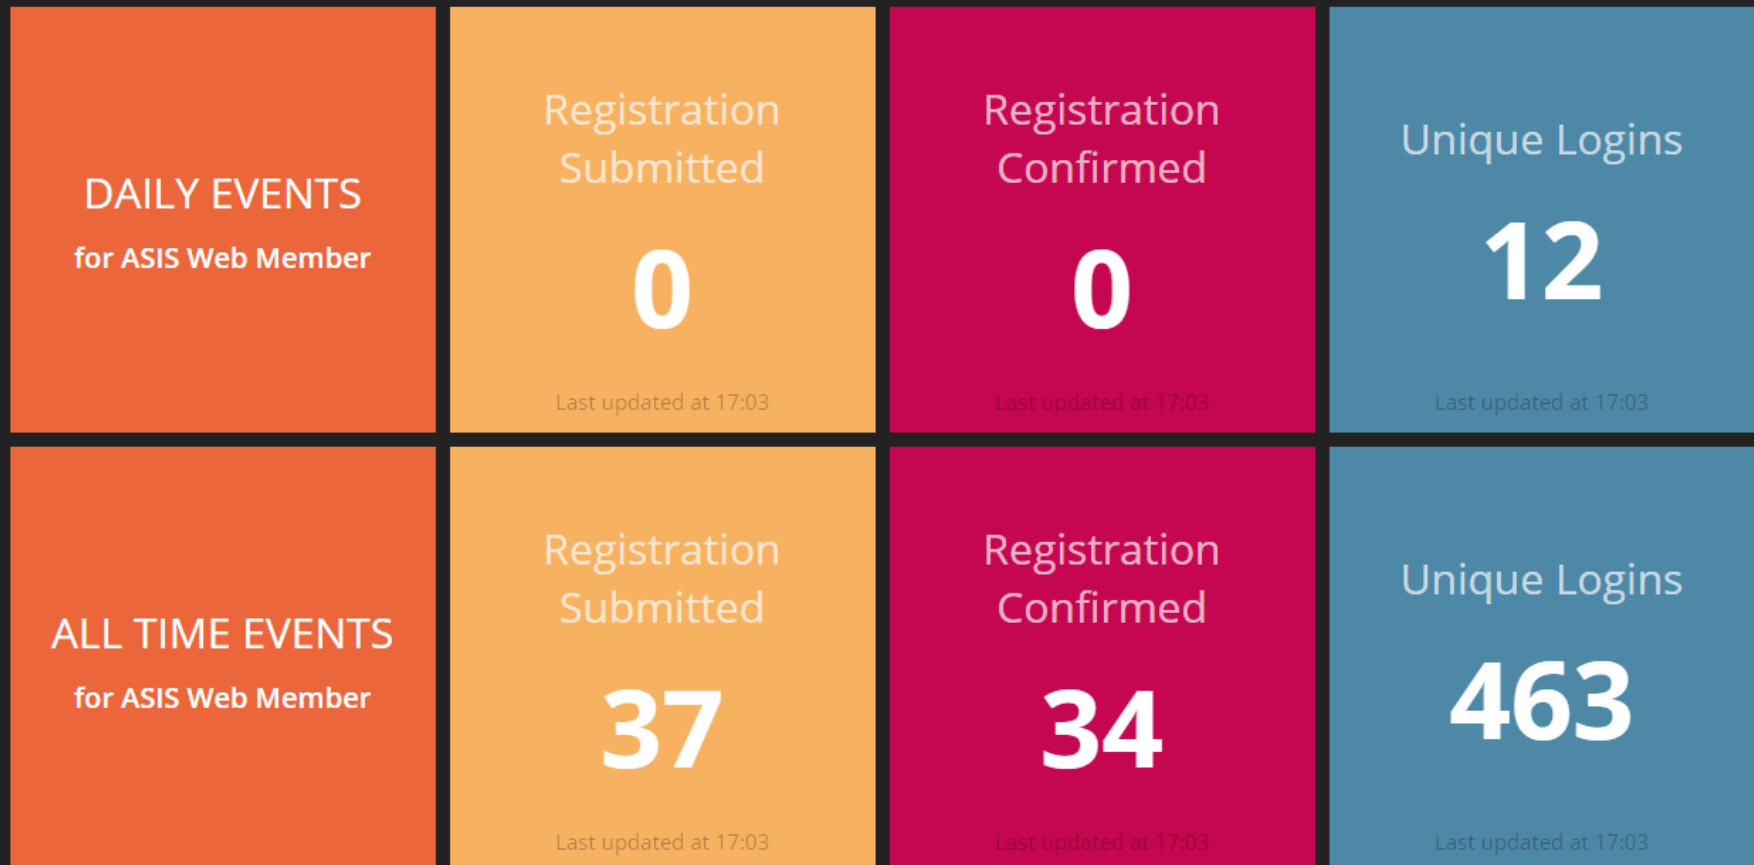 DAILY EVENTS
for ASIS Web Member
Registration
Submitted
0
Last updated at 17:03
Registration
Confirmed
0
Last updated at 17:03
Unique Logins
12
Last updated at 17:03
ALL TIME EVENTS
for ASIS Web Member
Registration
Submitted
37
Last updated at 17:03
Registration
Confirmed
34
Last updated at 17:03
Unique Logins
463
Last updated at 17:03